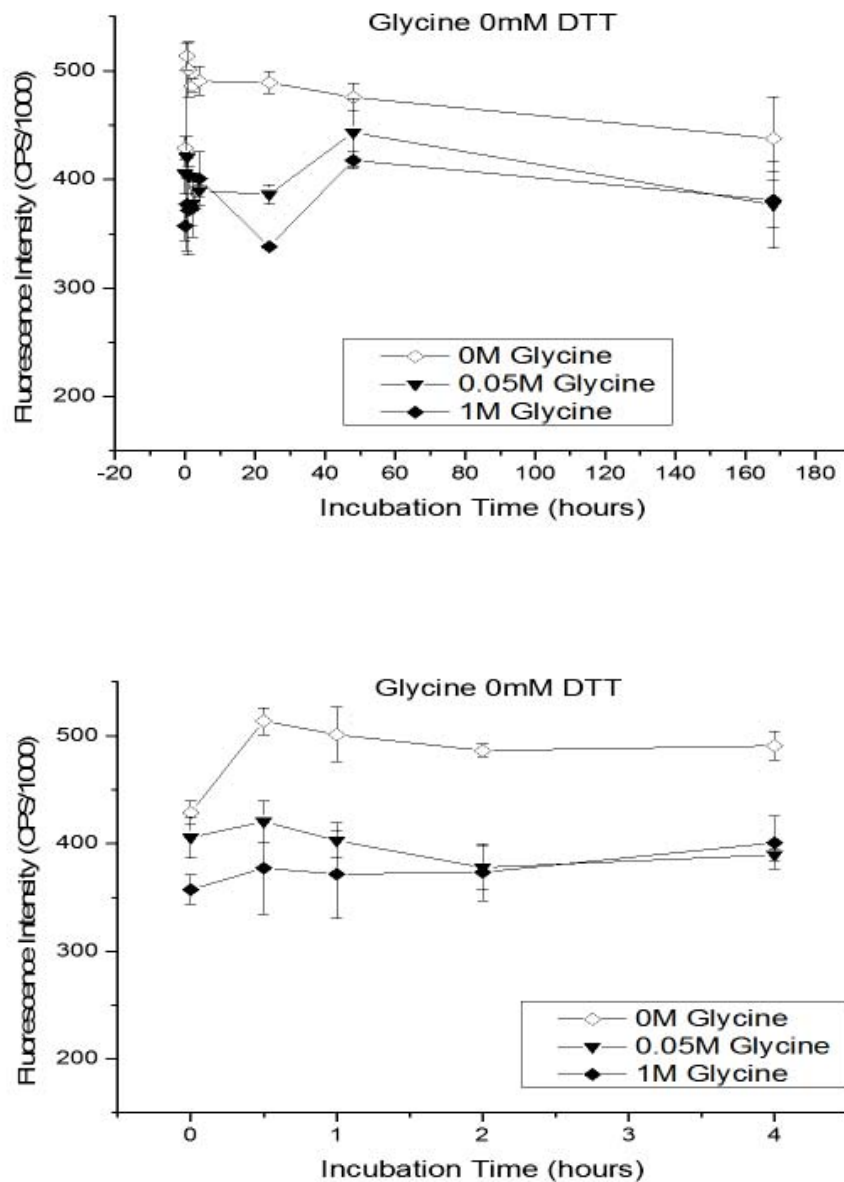 Glycine 0mM DTT
500
400
300
200
Fluorescence Intensity (CPS/1000)
0M Glycine
0.05M Glycine
1M Glycine
-20 0 20 40 60 80 100 120 140 160 180
Incubation Time (hours)
Glycine 0mM DTT
500
400
300
200
Fluorescence Intensity (CPS/1000)
0M Glycine
0.05M Glycine
1M Glycine
0 1 2 3 4
Incubation Time (hours)